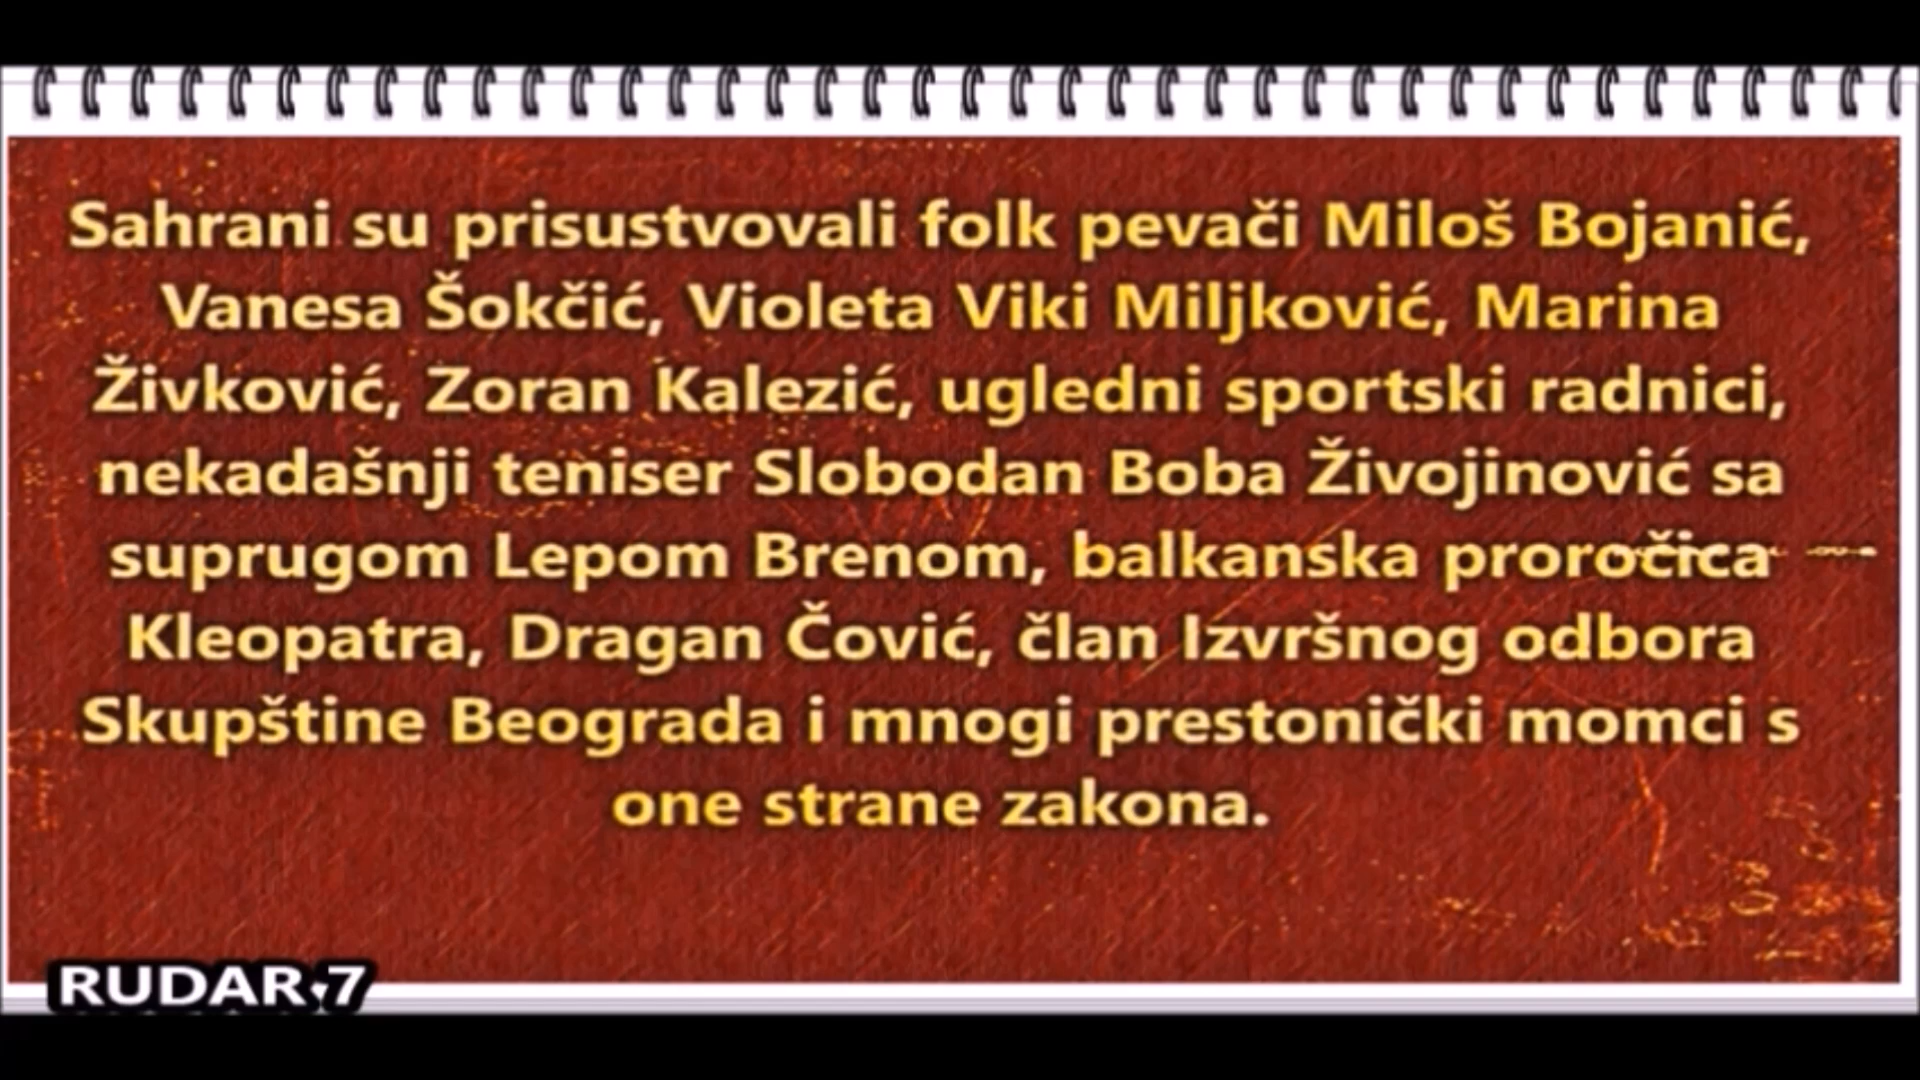 Sahrani su prisustvovali folk pevači Miloš Bojanić,
Vanesa Šokčić, Violeta Viki Miljković, Marina
Živković, Zoran Kalezić, ugledni sportski radnici,
nekadašnji teniser Slobodan Boba Živojinović sa
suprugom Lepom Brenom, balkanska proročica
Kleopatra, Dragan Čović, član Izvršnog odbora
Skupštine Beograda i mnogi prestonički momci s
one strane zakona.
RUDAR 7